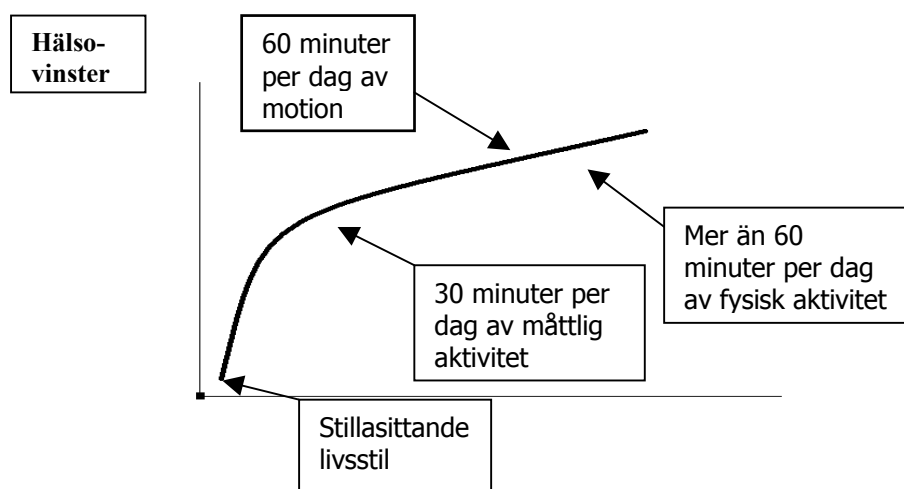 Hälso-
vinster
60 minuter
per dag av
motion
Mer än 60
minuter per dag
av fysisk aktivitet
30 minuter per
dag av måttlig
aktivitet
Stillasittande
livsstil